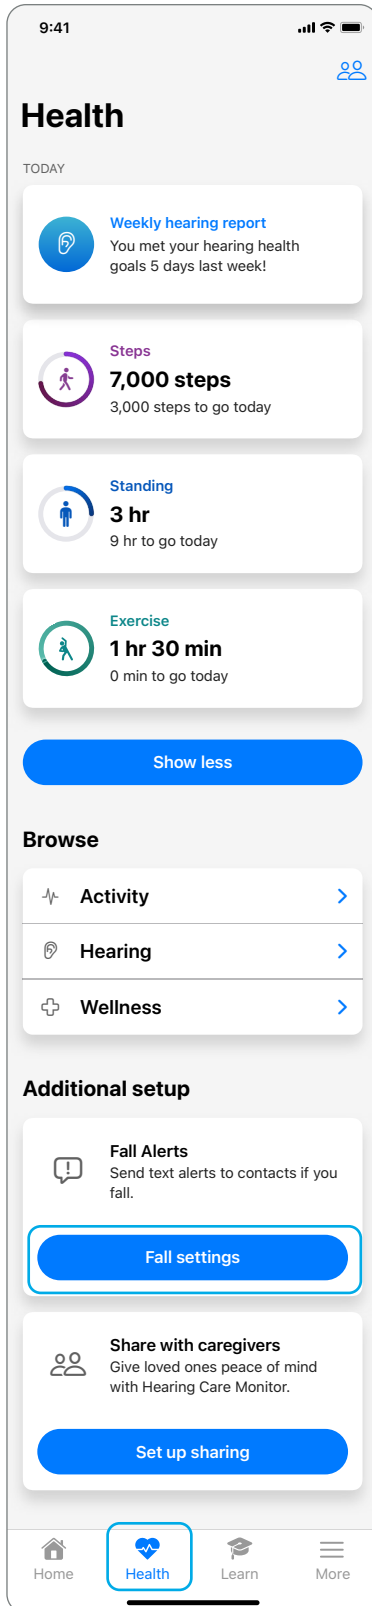 9:41
Health
TODAY
Weekly hearing report
You met your hearing health
goals 5 days last week!
Steps
7,000 steps
3,000 steps to go today
Standing
3 hr
9 hr to go today
Exercise
1 hr 30 min
0 min to go today
Show less
Browse
Activity
Hearing
Wellness
Additional setup
Fall Alerts
Send text alerts to contacts if you
fall.
Fall settings
Share with caregivers
Give loved ones peace of mind
with Hearing Care Monitor.
Set up sharing
Home
Health
Learn
More